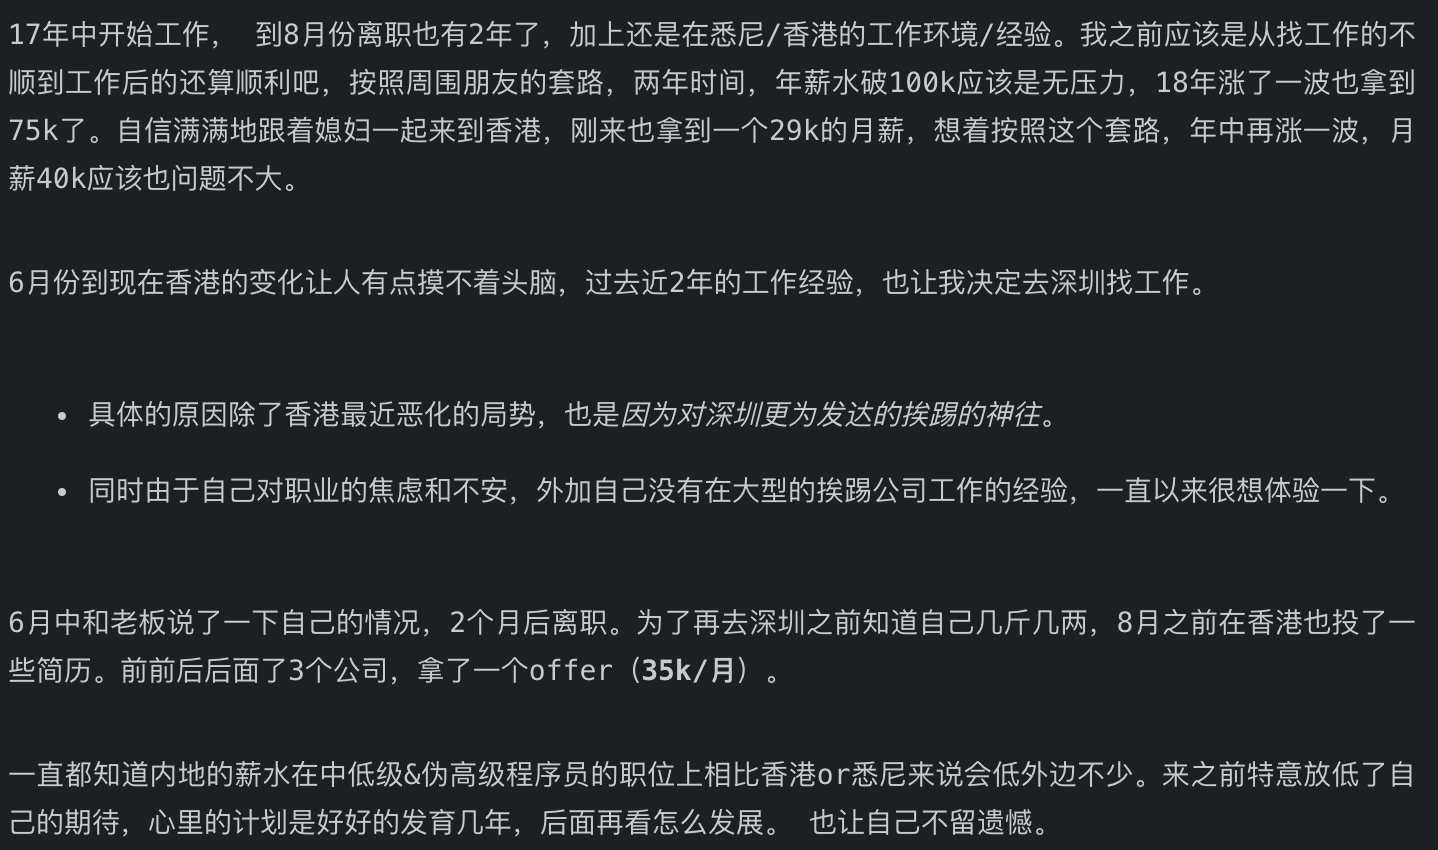 17年中开始工作， 到8月份离职也有2年了，加上还是在悉尼/香港的工作环境/经验。我之前应该是从找工作的不
顺到工作后的还算顺利吧，按照周围朋友的套路，两年时间，年薪水破100k应该是无压力，18年涨了一波也拿到
75k了。自信满满地跟着媳妇一起来到香港，刚来也拿到一个29k的月薪，想着按照这个套路，年中再涨一波，月
薪40k应该也问题不大。
6月份到现在香港的变化让人有点摸不着头脑，过去近2年的工作经验，也让我决定去深圳找工作。
• 具体的原因除了香港最近恶化的局势，也是因为对深圳更为发达的挨踢的神往。
• 同时由于自己对职业的焦虑和不安，外加自己没有在大型的挨踢公司工作的经验，一直以来很想体验一下。
6月中和老板说了一下自己的情况，2个月后离职。为了再去深圳之前知道自己几斤几两，8月之前在香港也投了一
些简历。前前后后面了3个公司，拿了一个offer（35k/月）。
一直都知道内地的薪水在中低级&伪高级程序员的职位上相比香港or悉尼来说会低外边不少。来之前特意放低了自
己的期待，心里的计划是好好的发育几年，后面再看怎么发展。 也让自己不留遗憾。